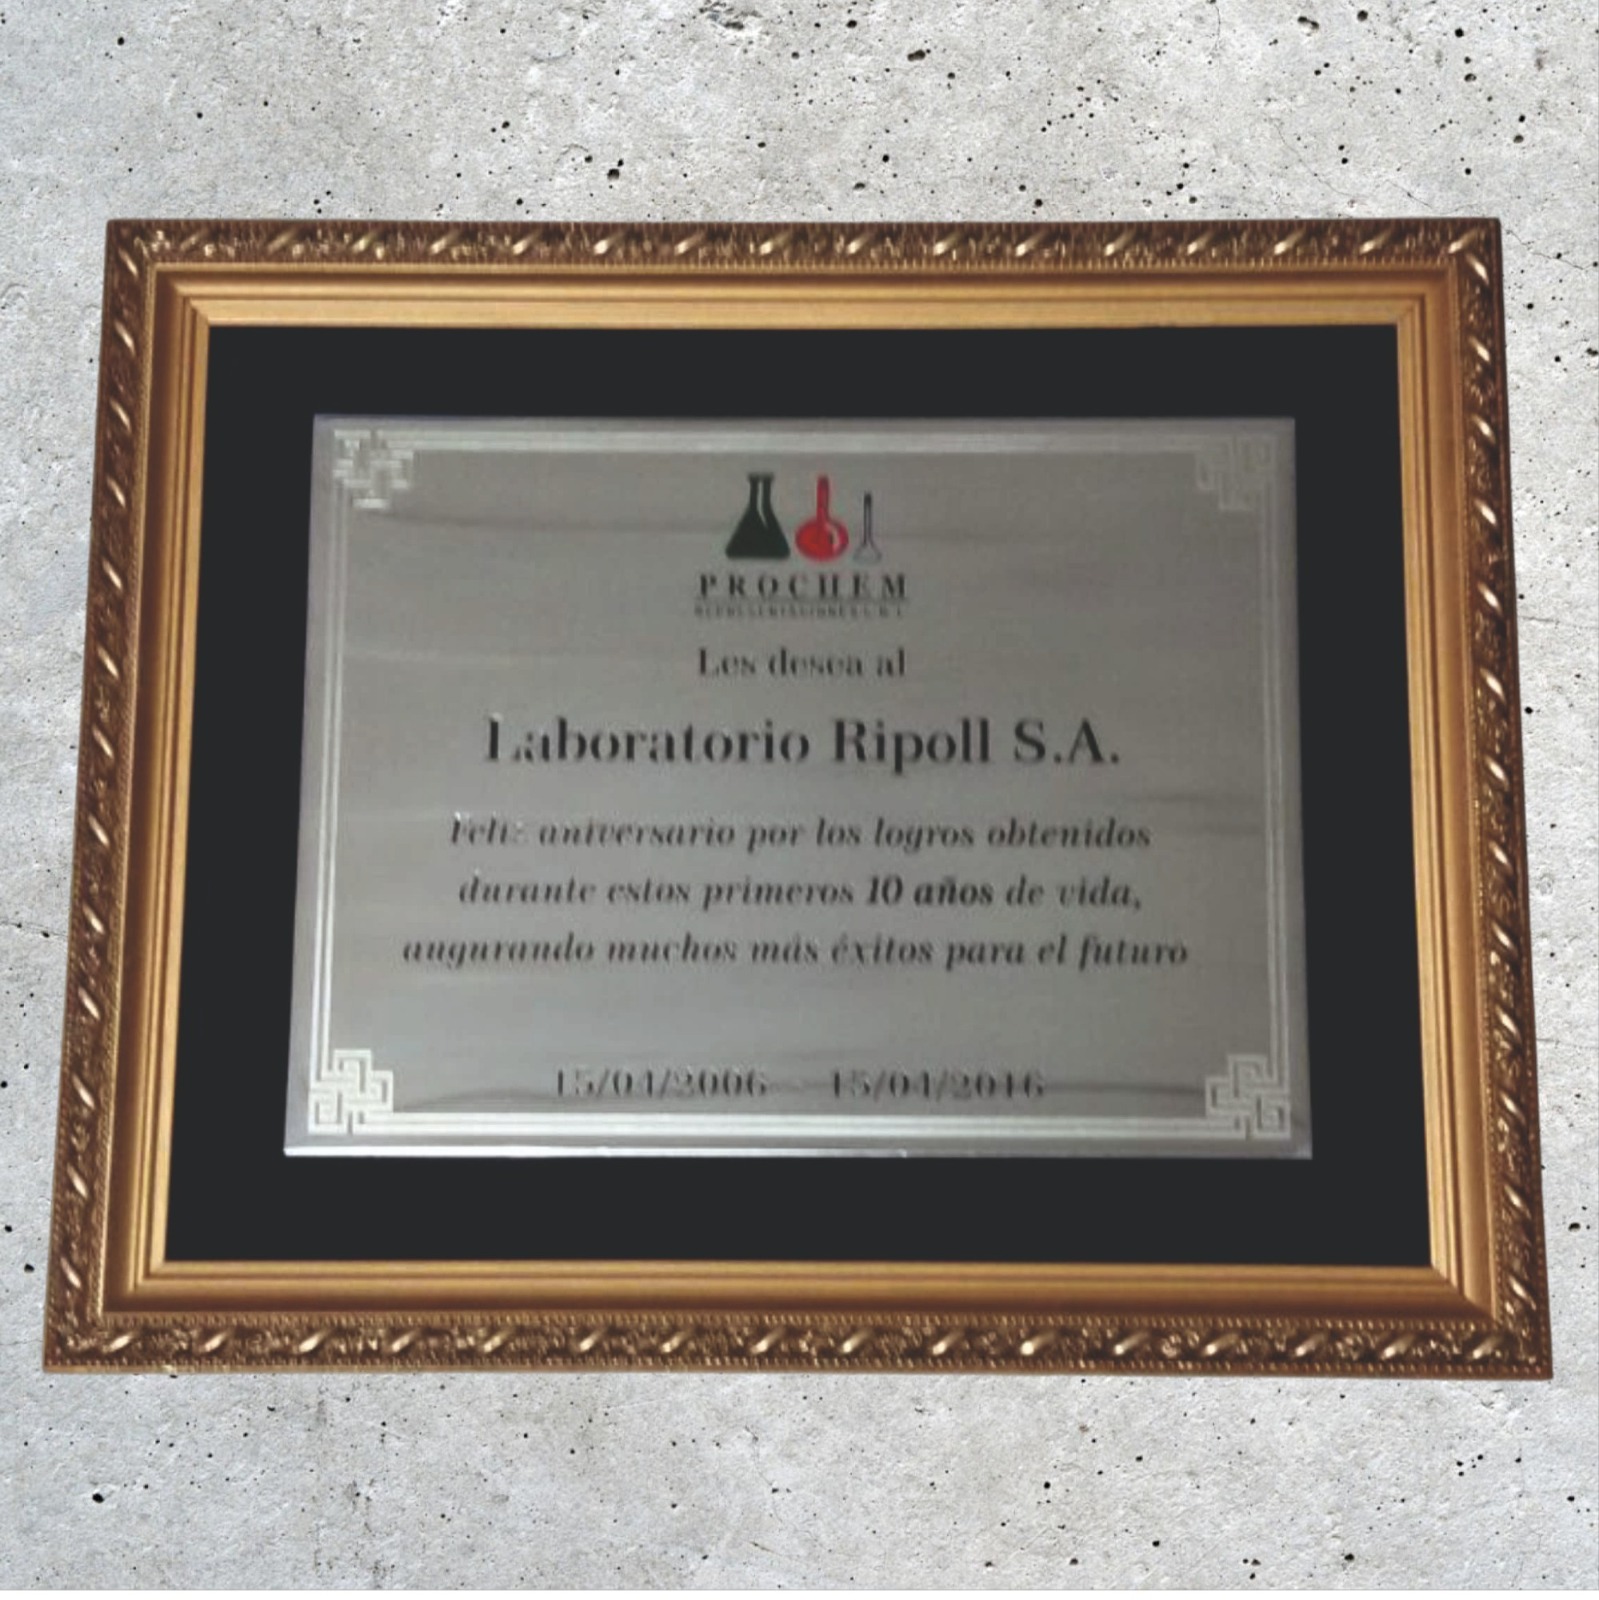 PROCHEM
REPRESENTACIONES S.R.L.
Les desea al
Laboratorio Ripoll S.A.
Feliz aniversario por los logros obtenidos
durante estos primeros 10 años de vida,
augurando muchos más éxitos para el futuro
15/04/2006 15/04/2016